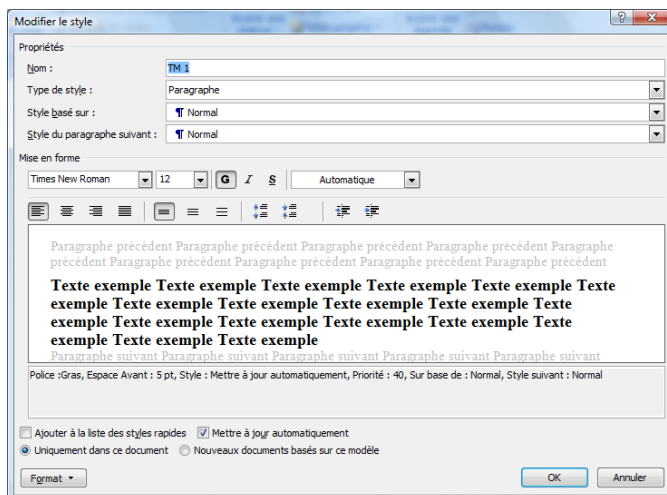 Modifier le style
Propriétés
Nom :
TM 1
Type de style :
Paragraphe
Style basé sur :
¶ Normal
Style du paragraphe suivant :
¶ Normal
Mise en forme
Times New Roman 12 G I S Automatique
Paragraphe précédent Paragraphe précédent Paragraphe précédent Paragraphe précédent Paragraphe
précédent Paragraphe précédent Paragraphe précédent Paragraphe précédent Paragraphe précédent
Texte exemple Texte exemple Texte exemple Texte exemple Texte exemple Texte
exemple Texte exemple Texte exemple Texte exemple Texte exemple Texte
exemple Texte exemple Texte exemple Texte exemple Texte exemple Texte
exemple Texte exemple Texte exemple
Paragraphe suivant Paragraphe suivant Paragraphe suivant Paragraphe suivant Paragraphe suivant
Police :Gras, Espace Avant : 5 pt, Style : Mettre à jour automatiquement, Priorité : 40, Sur base de : Normal, Style suivant : Normal
Ajouter à la liste des styles rapides Mettre à jour automatiquement
Uniquement dans ce document Nouveaux documents basés sur ce modèle
Format
OK
Annuler